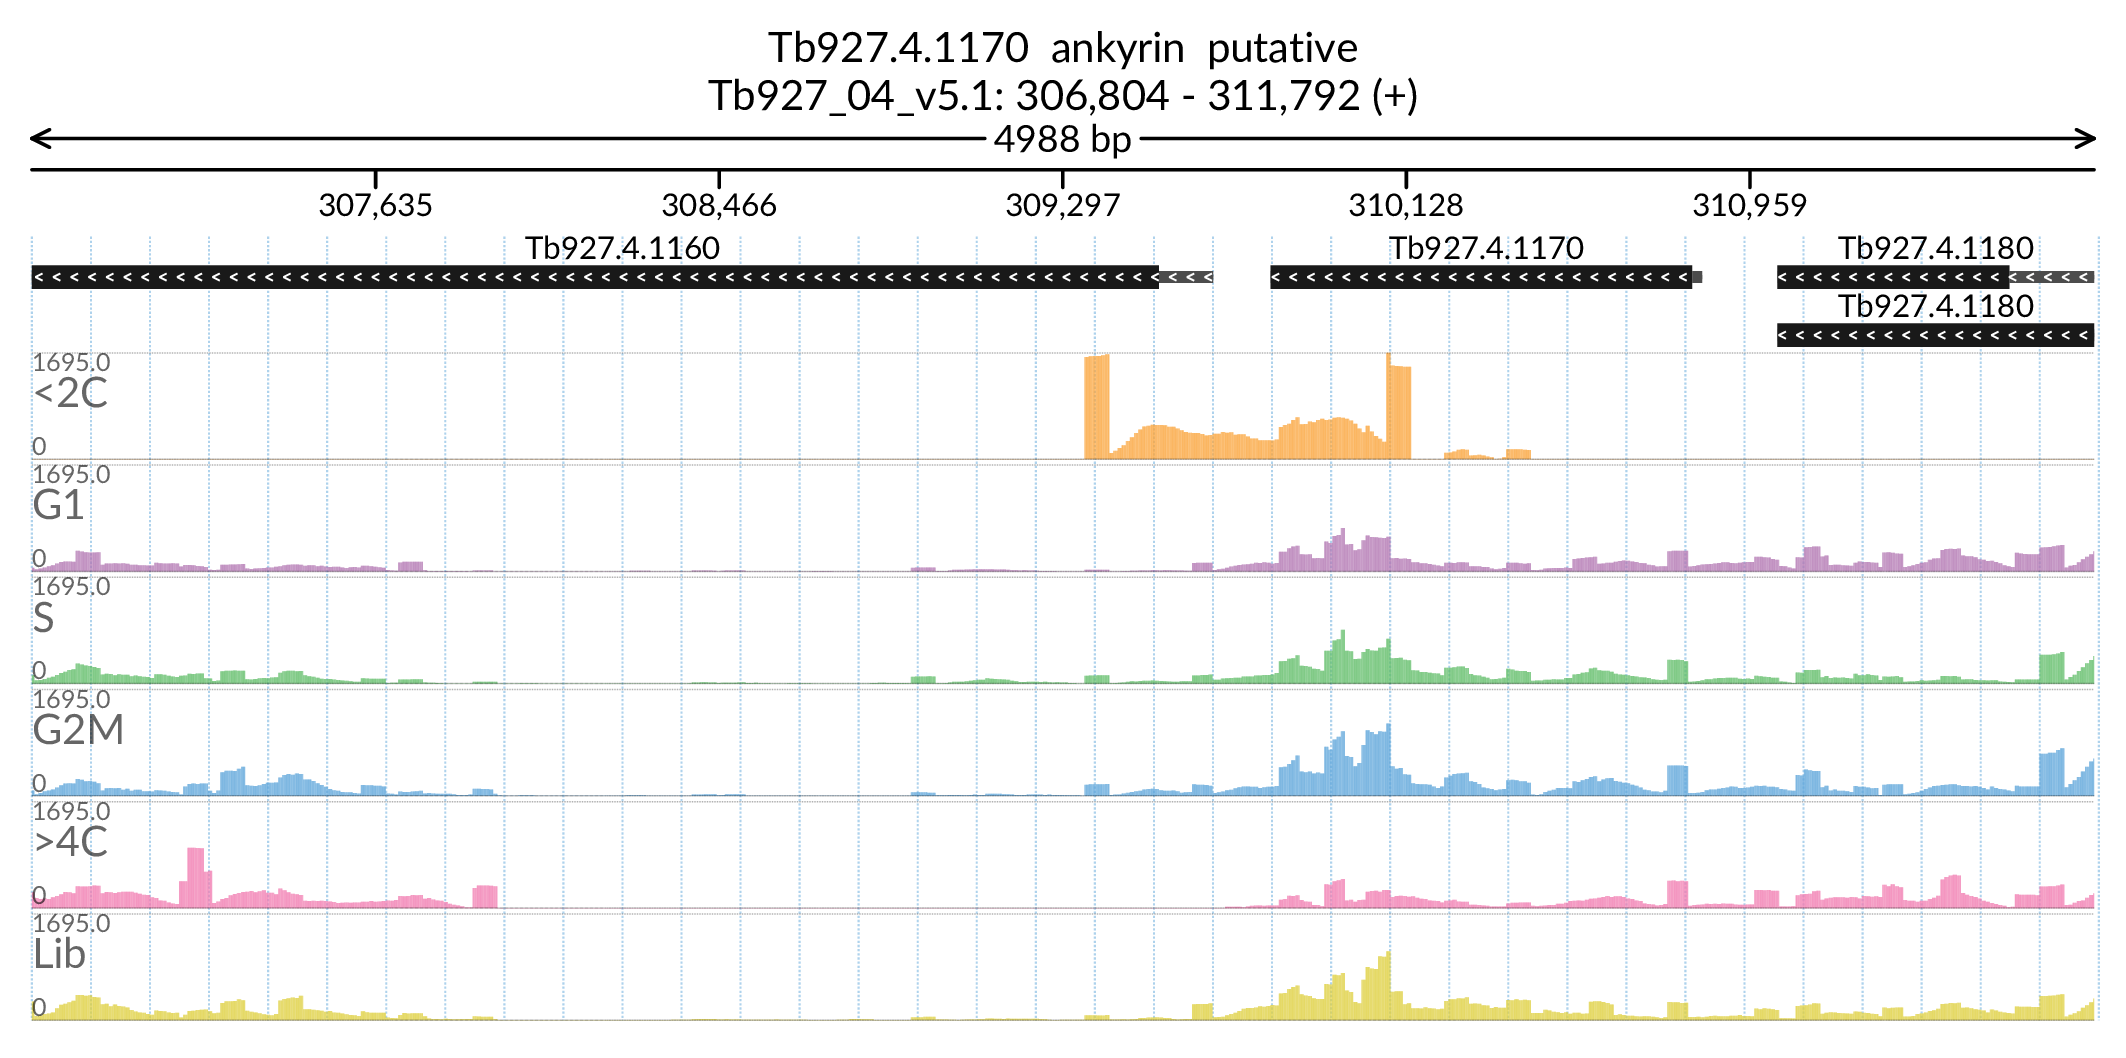 Tb927.4.1170 ankyrin putative
Tb927_04_v5.1: 306,804 - 311,792 (+)
4988 bp
307,635 308,466 309,297 310,128 310,959
Tb927.4.1160 Tb927.4.1170 Tb927.4.1180
Tb927.4.1180
1695.0
<2C
0
1695.0
G1
0
1695.0
S
0
1695.0
G2M
0
1695.0
>4C
0
1695.0
Lib
0